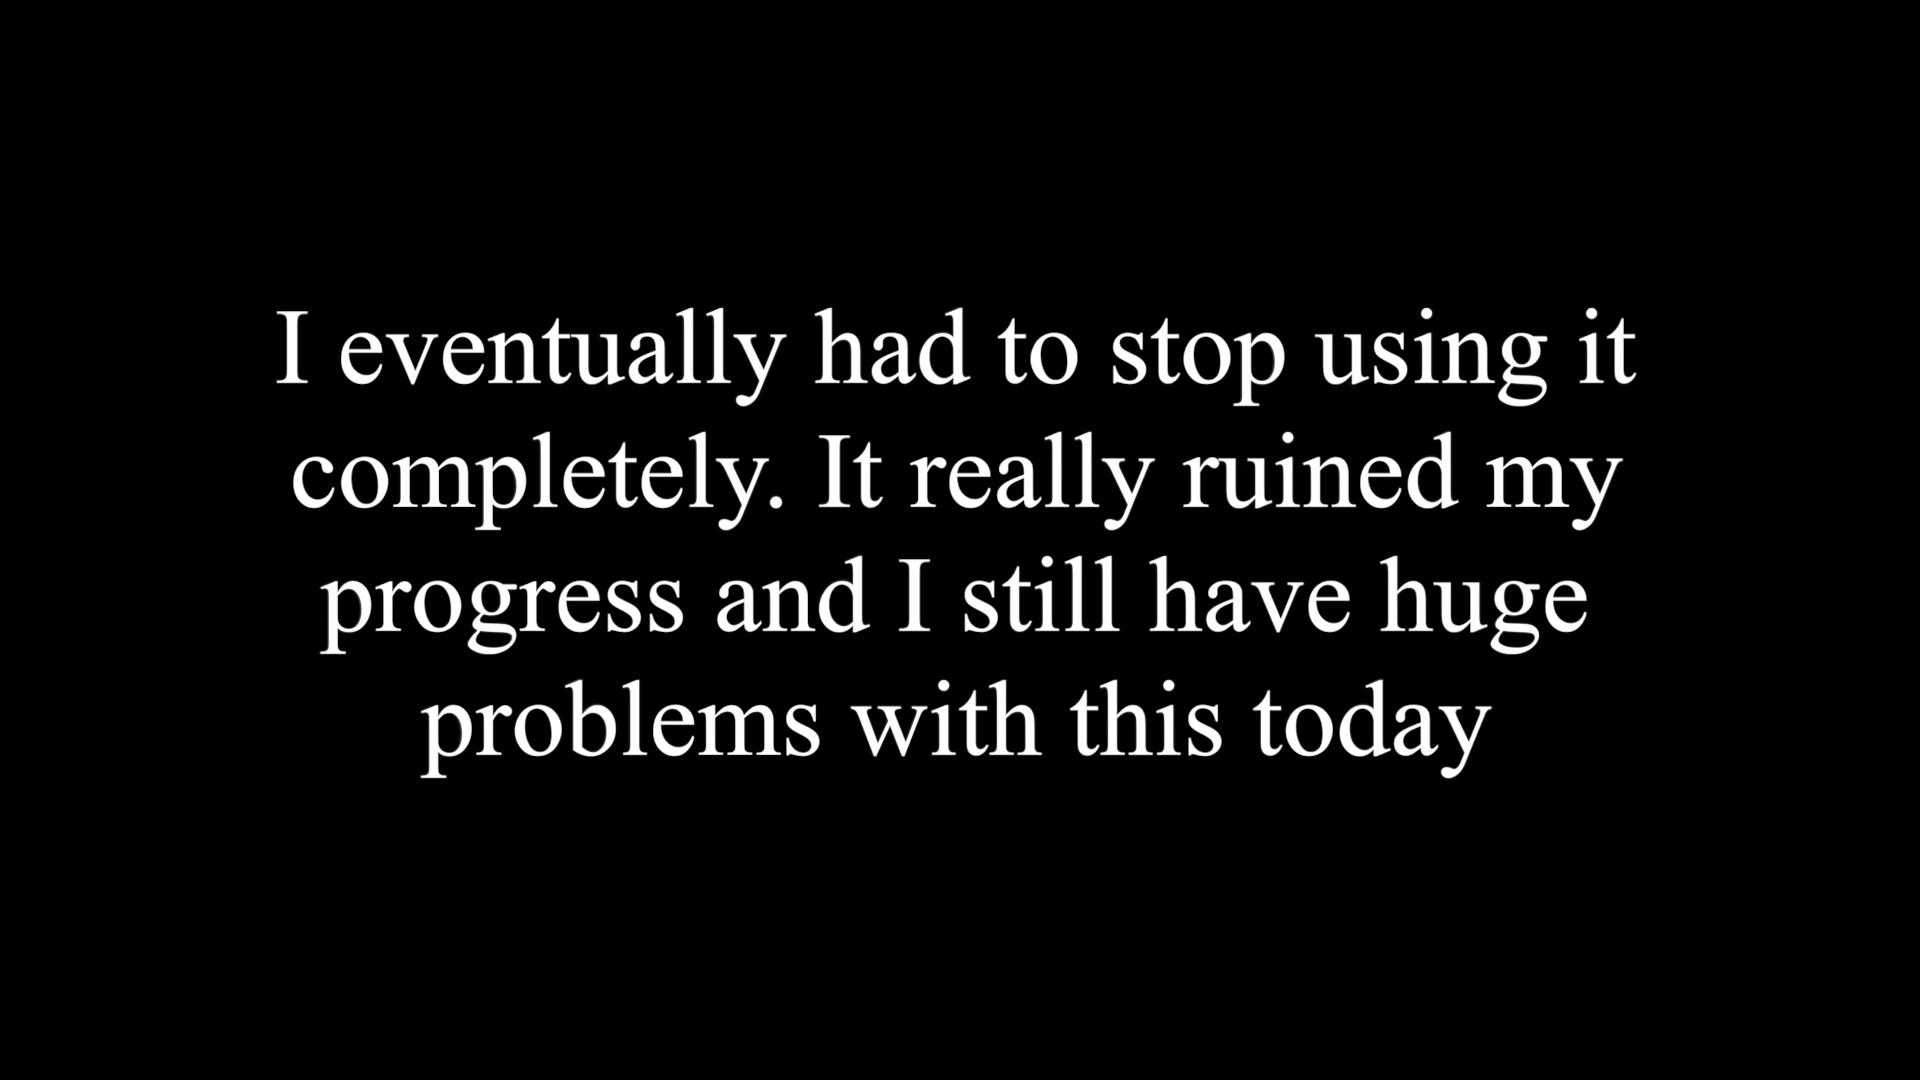 I eventually had to stop using it
completely. It really ruined my
progress and I still have huge
problems with this today